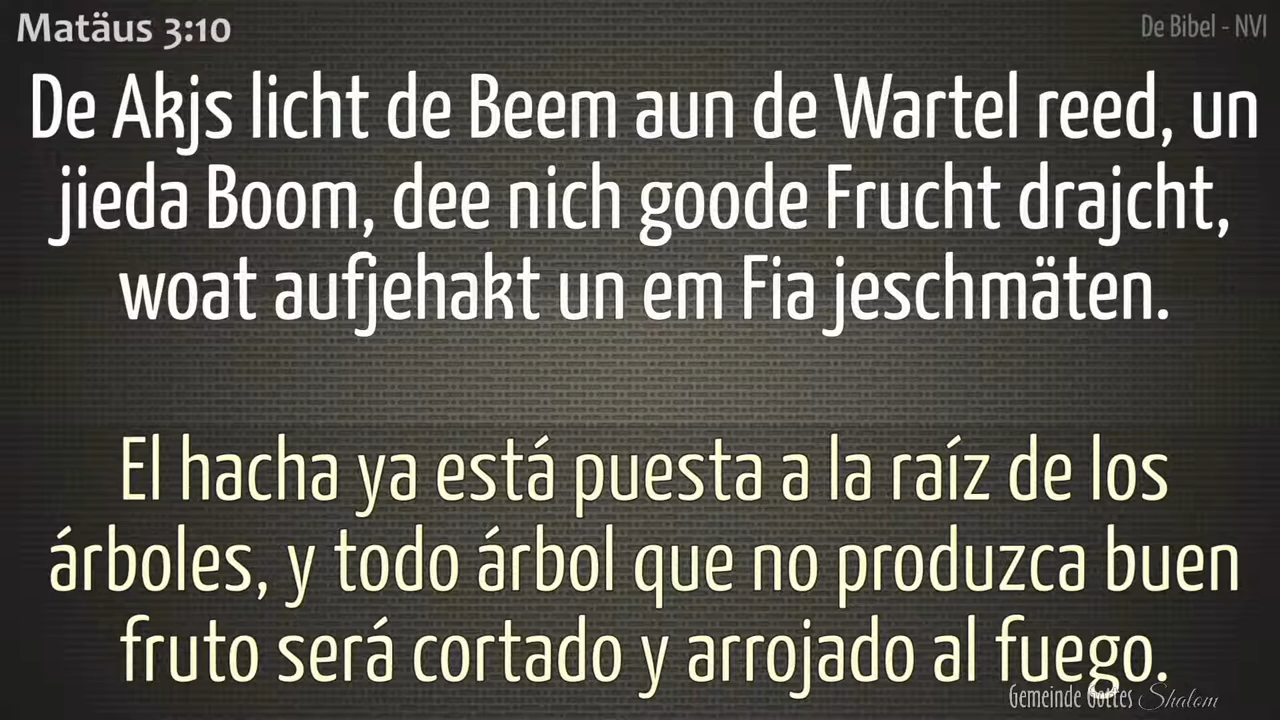 Matäus 3:10
De Bibel - NVI
De Akjs licht de Beem aun de Wartel reed, un
jieda Boom, dee nich goode Frucht drajcht,
woat aufjehakt un em Fia jeschmäten.
El hacha ya está puesta a la raíz de los
árboles, y todo árbol que no produzca buen
fruto será cortado y arrojado al fuego.
Gemeinde Gottes Shalom